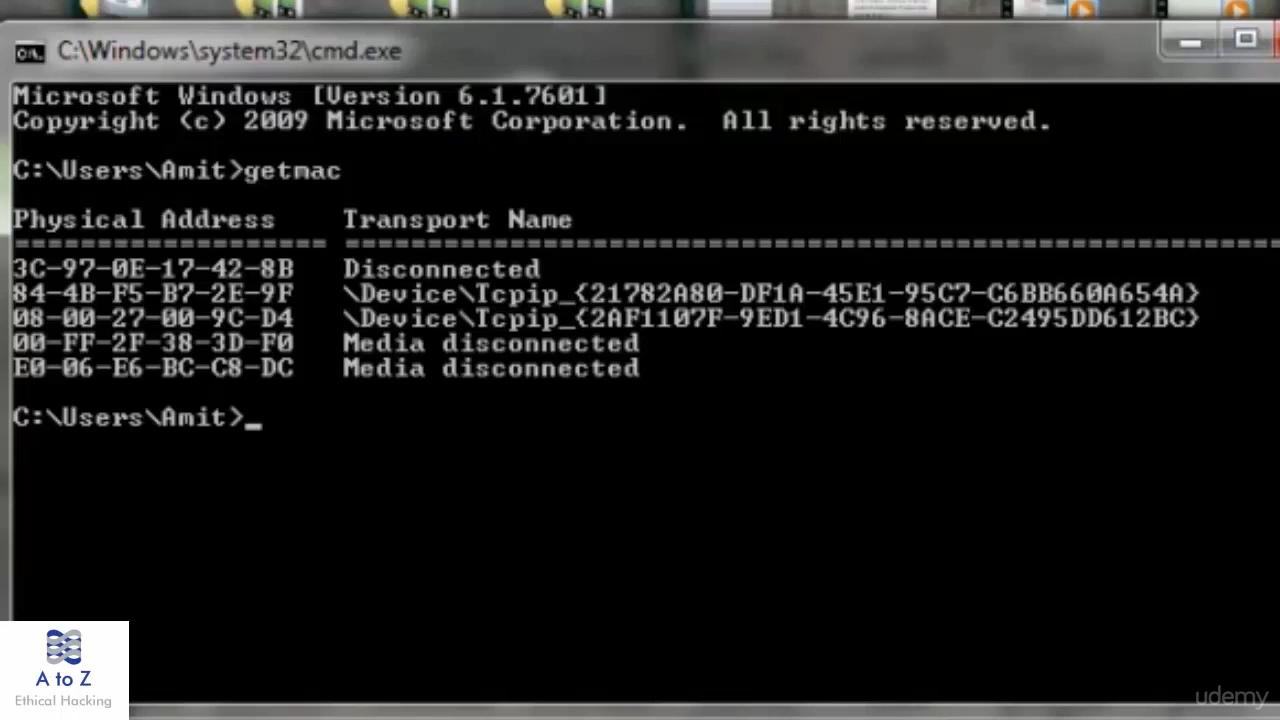 C:\Windows\system32\cmd.exe
Microsoft Windows [Version 6.1.7601]
Copyright (c) 2009 Microsoft Corporation.  All rights reserved.
C:\Users\Amit>getmac
Physical Address    Transport Name
=================== =========================================================
3C-97-0E-17-42-8B   Disconnected
84-4B-F5-B7-2E-9F   \Device\Tcpip_{21782A80-DF1A-45E1-95C7-C6BB660A654A}
08-00-27-00-9C-D4   \Device\Tcpip_{2AF1107F-9ED1-4C96-8ACE-C2495DD612BC}
00-FF-2F-38-3D-F0   Media disconnected
E0-06-E6-BC-C8-DC   Media disconnected
C:\Users\Amit>_
A to Z
Ethical Hacking
udemy